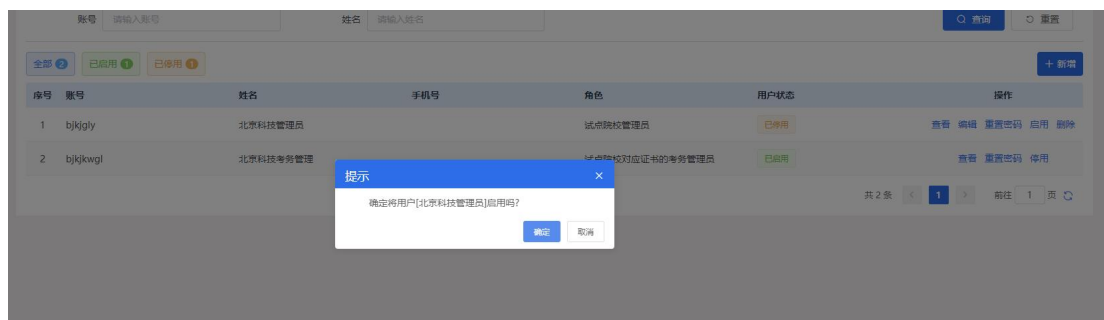 账号 请输入账号 姓名 请输入姓名 查询 重置
全部 2 已启用 1 已停用 1 + 新增
序号 账号 姓名 手机号 角色 用户状态 操作
1 bjkjgly 北京科技管理员 试点院校管理员 已停用 查看 编辑 重置密码 启用 删除
2 bjkjkwgl 北京科技考务管理 试点院校对应证书的考务管理员 已启用 查看 重置密码 停用
提示 ×
共 2 条 < 1 > 前往 1 页
确定将用户[北京科技管理员]启用吗?
确定 取消